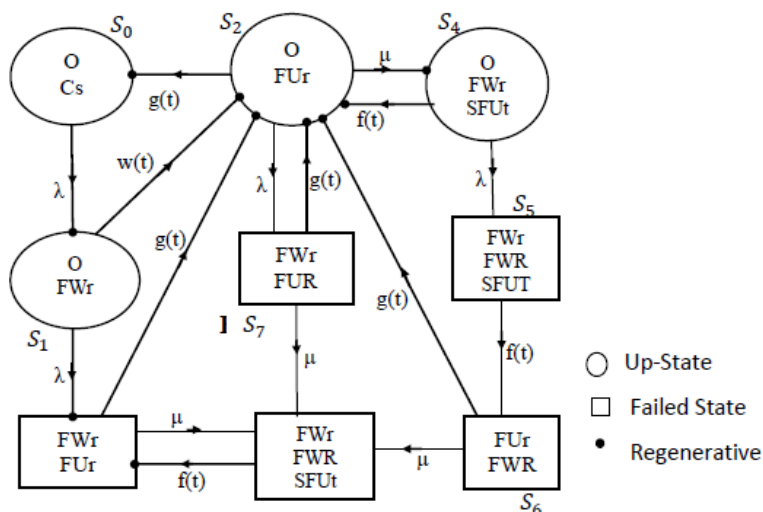 S0
S2
S4
O
Cs
O
FUr
O
FWr
SFUt
μ
g(t)
f(t)
w(t)
λ
λ
g(t)
λ
g(t)
S5
O
FWr
FWr
FUR
FWr
FWR
SFUT
g(t)
S1
] S7
λ
μ
f(t)
Up-State
Failed State
Regenerative
FWr
FUr
μ
f(t)
FWr
FWR
SFUt
μ
FUr
FWR
S6